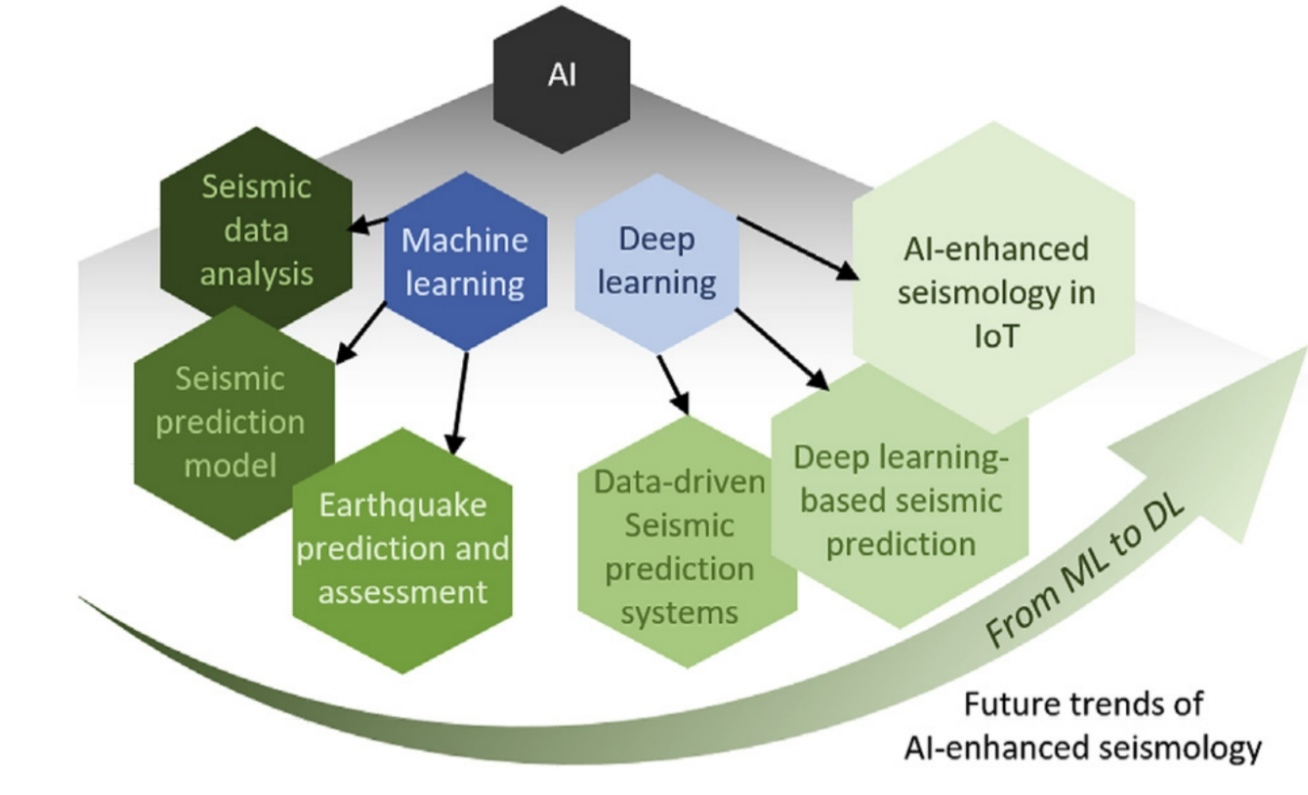 AI
Seismic
data
analysis
Machine
learning
Deep
learning
AI-enhanced
seismology in
IoT
Seismic
prediction
model
Earthquake
prediction and
assessment
Data-driven
Seismic
prediction
systems
Deep learning-
based seismic
prediction
From ML to DL
Future trends of
AI-enhanced seismology